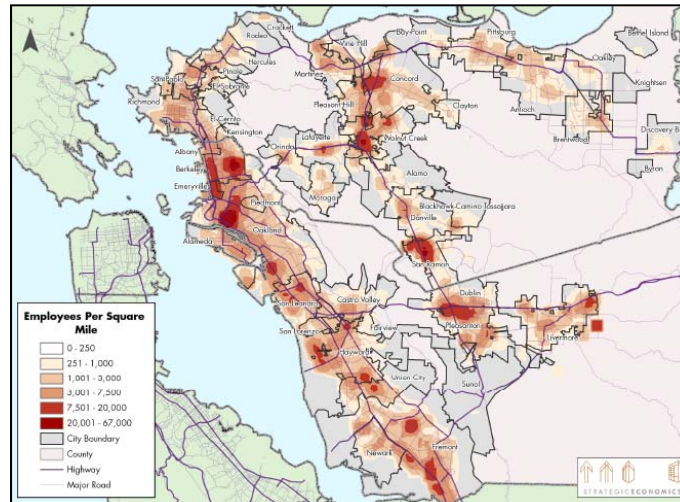 N
Crockett
Rodeo
Hercules
Pinole
San Pablo
El Sobrante
Richmond
El Cerrito
Kensington
Albany
Berkeley
Emeryville
Piedmont
Oakland
Alameda
Martinez
Vine Hill
Bay Point
Pittsburg
Concord
Pleasant Hill
Clayton
Antioch
Oakley
Bethel Island
Knightsen
Brentwood
Discovery B
Byron
Walnut Creek
Lafayette
Orinda
Moraga
Alamo
Blackhawk-Camino Tassajara
Danville
San Ramon
Dublin
Pleasanton
Livermore
Castro Valley
San Leandro
San Lorenzo
Fairview
Hayward
Union City
Sunol
Newark
Fremont
Employees Per Square
Mile
0 - 250
251 - 1,000
1,001 - 3,000
3,001 - 7,500
7,501 - 20,000
20,001 - 67,000
City Boundary
County
Highway
Major Road
STRATEGICECONOMICS